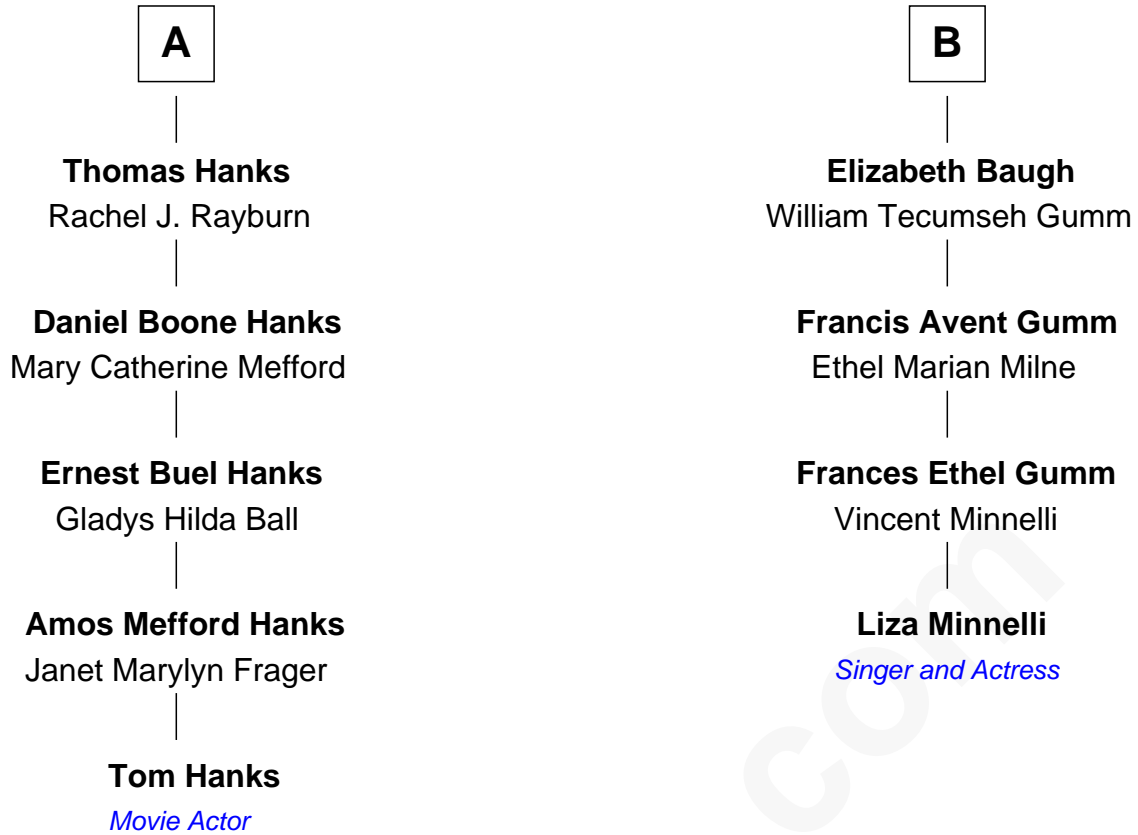 A
Thomas Hanks
Rachel J. Rayburn
Daniel Boone Hanks
Mary Catherine Mefford
Ernest Buel Hanks
Gladys Hilda Ball
Amos Mefford Hanks
Janet Marylyn Frager
Tom Hanks
Movie Actor
B
Elizabeth Baugh
William Tecumseh Gumm
Francis Avent Gumm
Ethel Marian Milne
Frances Ethel Gumm
Vincent Minnelli
Liza Minnelli
Singer and Actress
com